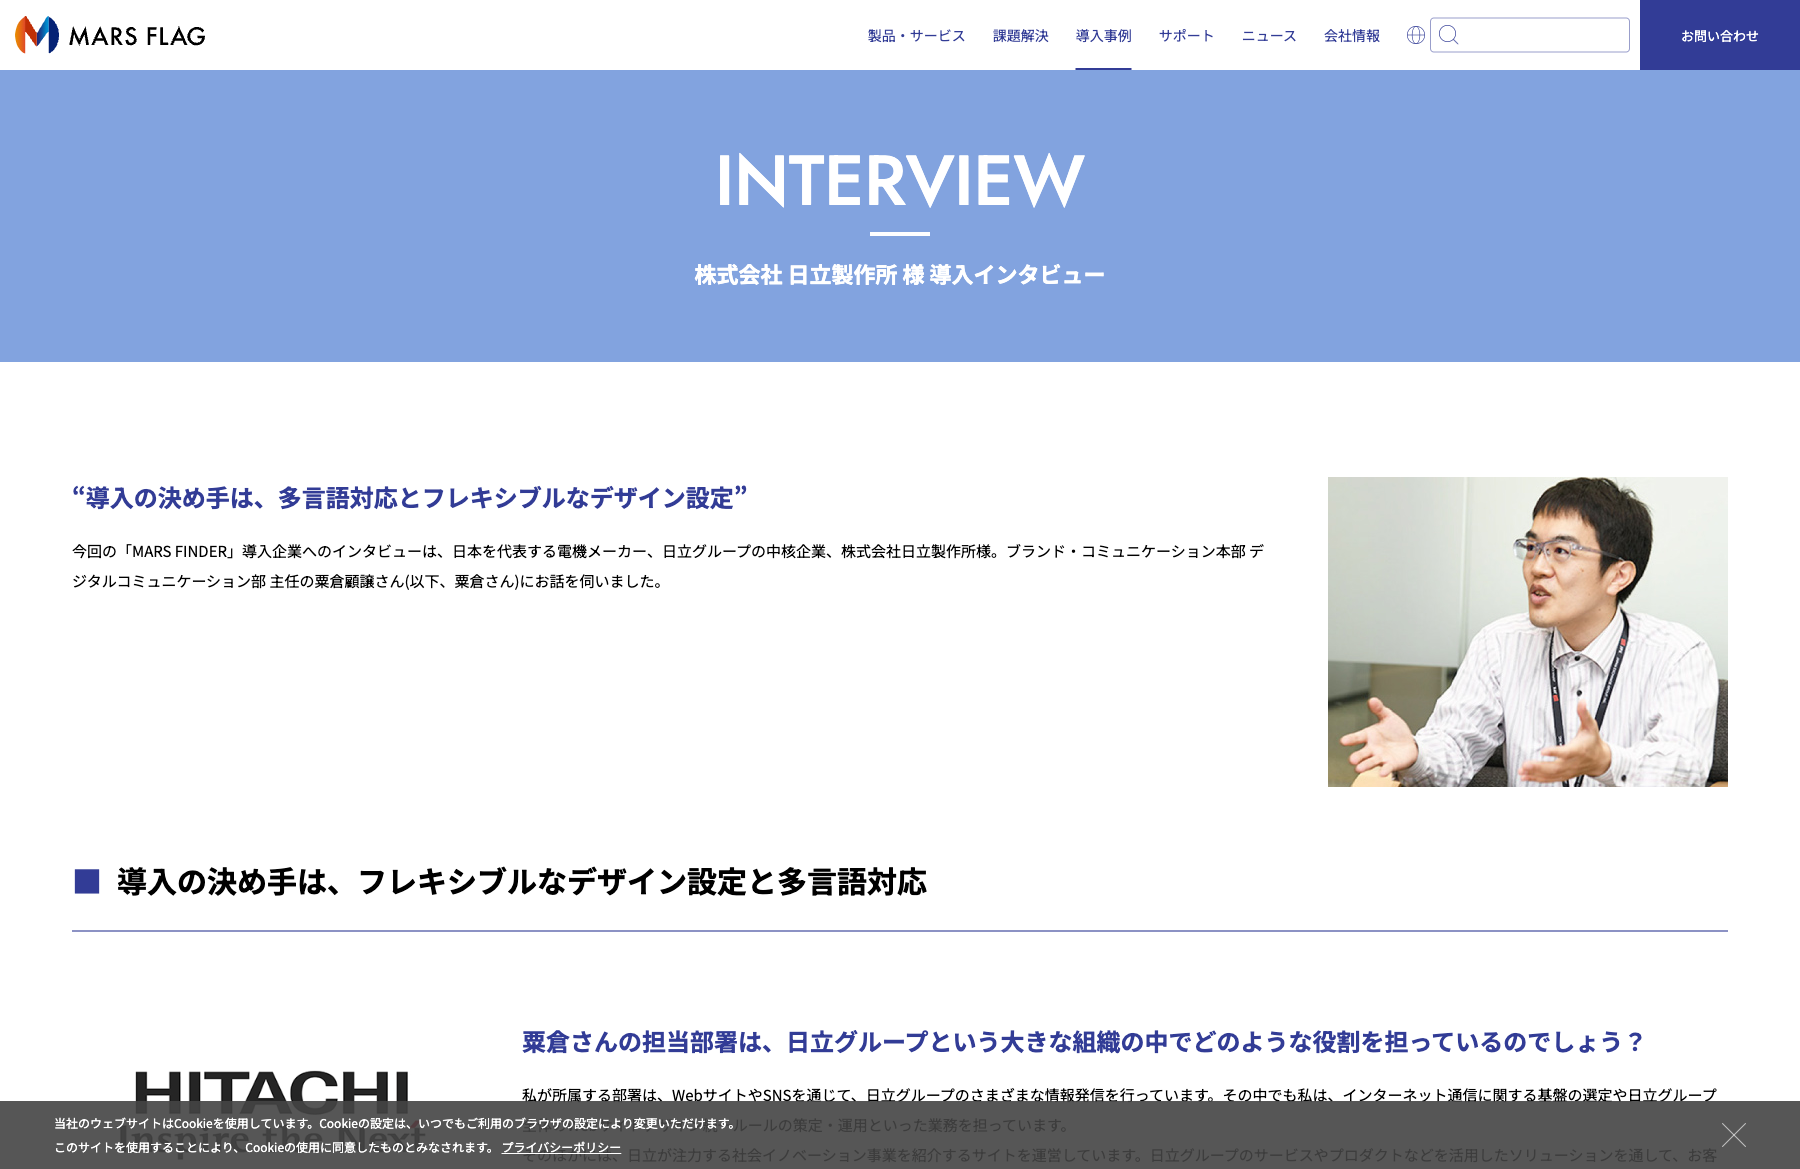 MARS FLAG
製品・サービス
課題解決
導入事例
サポート
ニュース
会社情報
お問い合わせ
INTERVIEW
株式会社 日立製作所 様 導入インタビュー
“導入の決め手は、多言語対応とフレキシブルなデザイン設定”
今回の「MARS FINDER」導入企業へのインタビューは、日本を代表する電機メーカー、日立グループの中核企業、株式会社日立製作所様。ブランド・コミュニケーション本部 デ
ジタルコミュニケーション部 主任の粟倉顧譲さん(以下、粟倉さん)にお話を伺いました。
■ 導入の決め手は、フレキシブルなデザイン設定と多言語対応
粟倉さんの担当部署は、日立グループという大きな組織の中でどのような役割を担っているのでしょう？
HITACHI
Inspire the Next
私が所属する部署は、WebサイトやSNSを通じて、日立グループのさまざまな情報発信を行っています。その中でも私は、インターネット通信に関する基盤の選定や日立グループ
ルールの策定・運用といった業務を担っています。
そのほかには、日立が注力する社会イノベーション事業を紹介するサイトを運営しています。日立グループのサービスやプロダクトなどを活用したソリューションを通して、お客
当社のウェブサイトはCookieを使用しています。Cookieの設定は、いつでもご利用のブラウザの設定により変更いただけます。
このサイトを使用することにより、Cookieの使用に同意したものとみなされます。 プライバシーポリシー